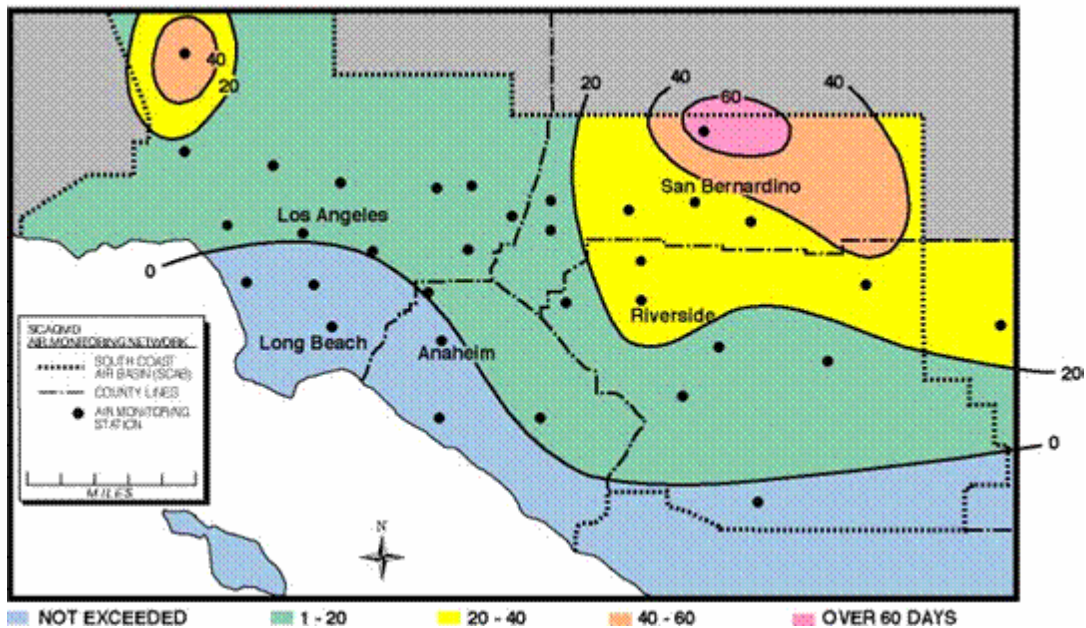 40
20
20
40
60
40
San Bernardino
Los Angeles
0
Riverside
Long Beach
Anaheim
20
0
SCAQMD
AIR MONITORING NETWORK
SOUTH COAST
AIR BASIN (SCAB)
COUNTY LINES
AIR MONITORING
STATION
MILES
N
NOT EXCEEDED
1 - 20
20 - 40
40 - 60
OVER 60 DAYS